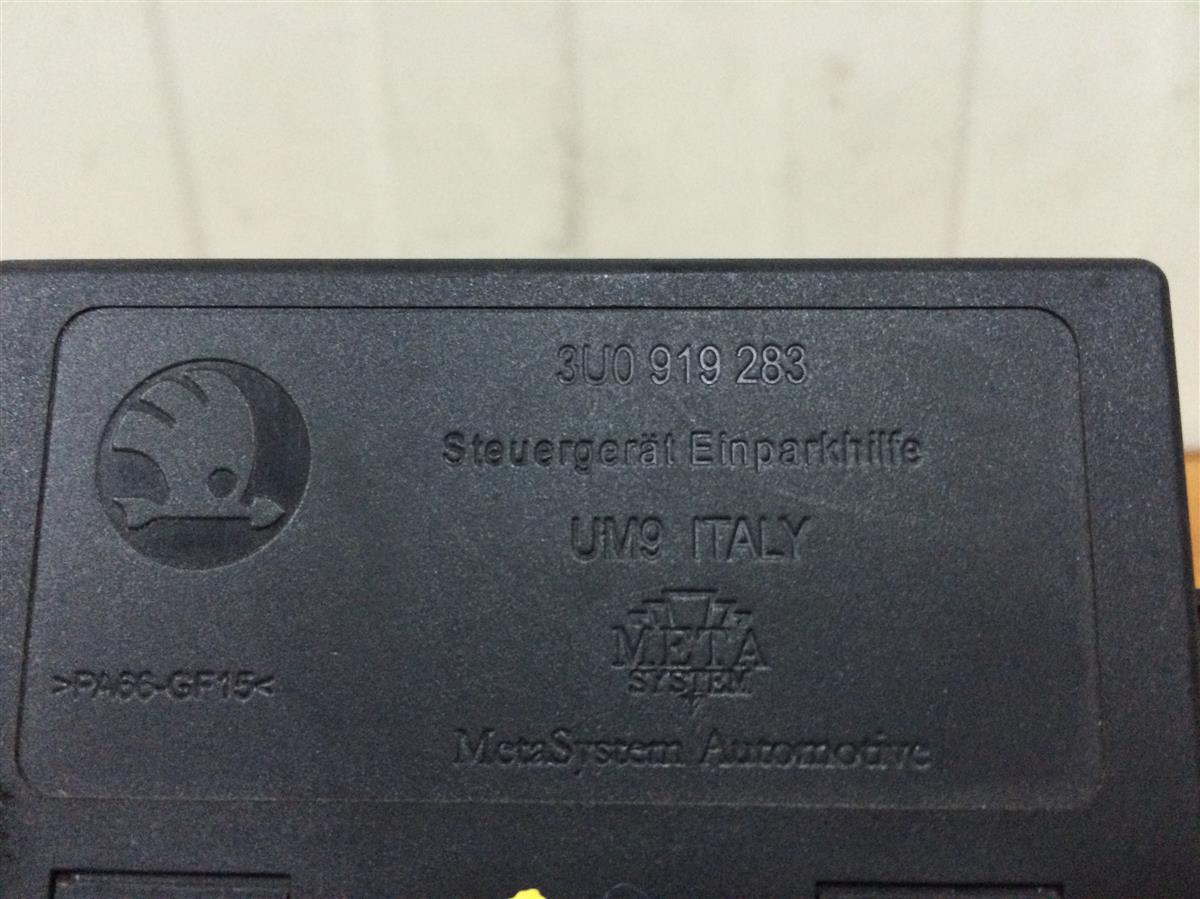 3U0 919 283
Steuergerät Einparkhilfe
UM9 ITALY
META
SYSTEM
>PA66-GF15<
MetaSystem Automotive